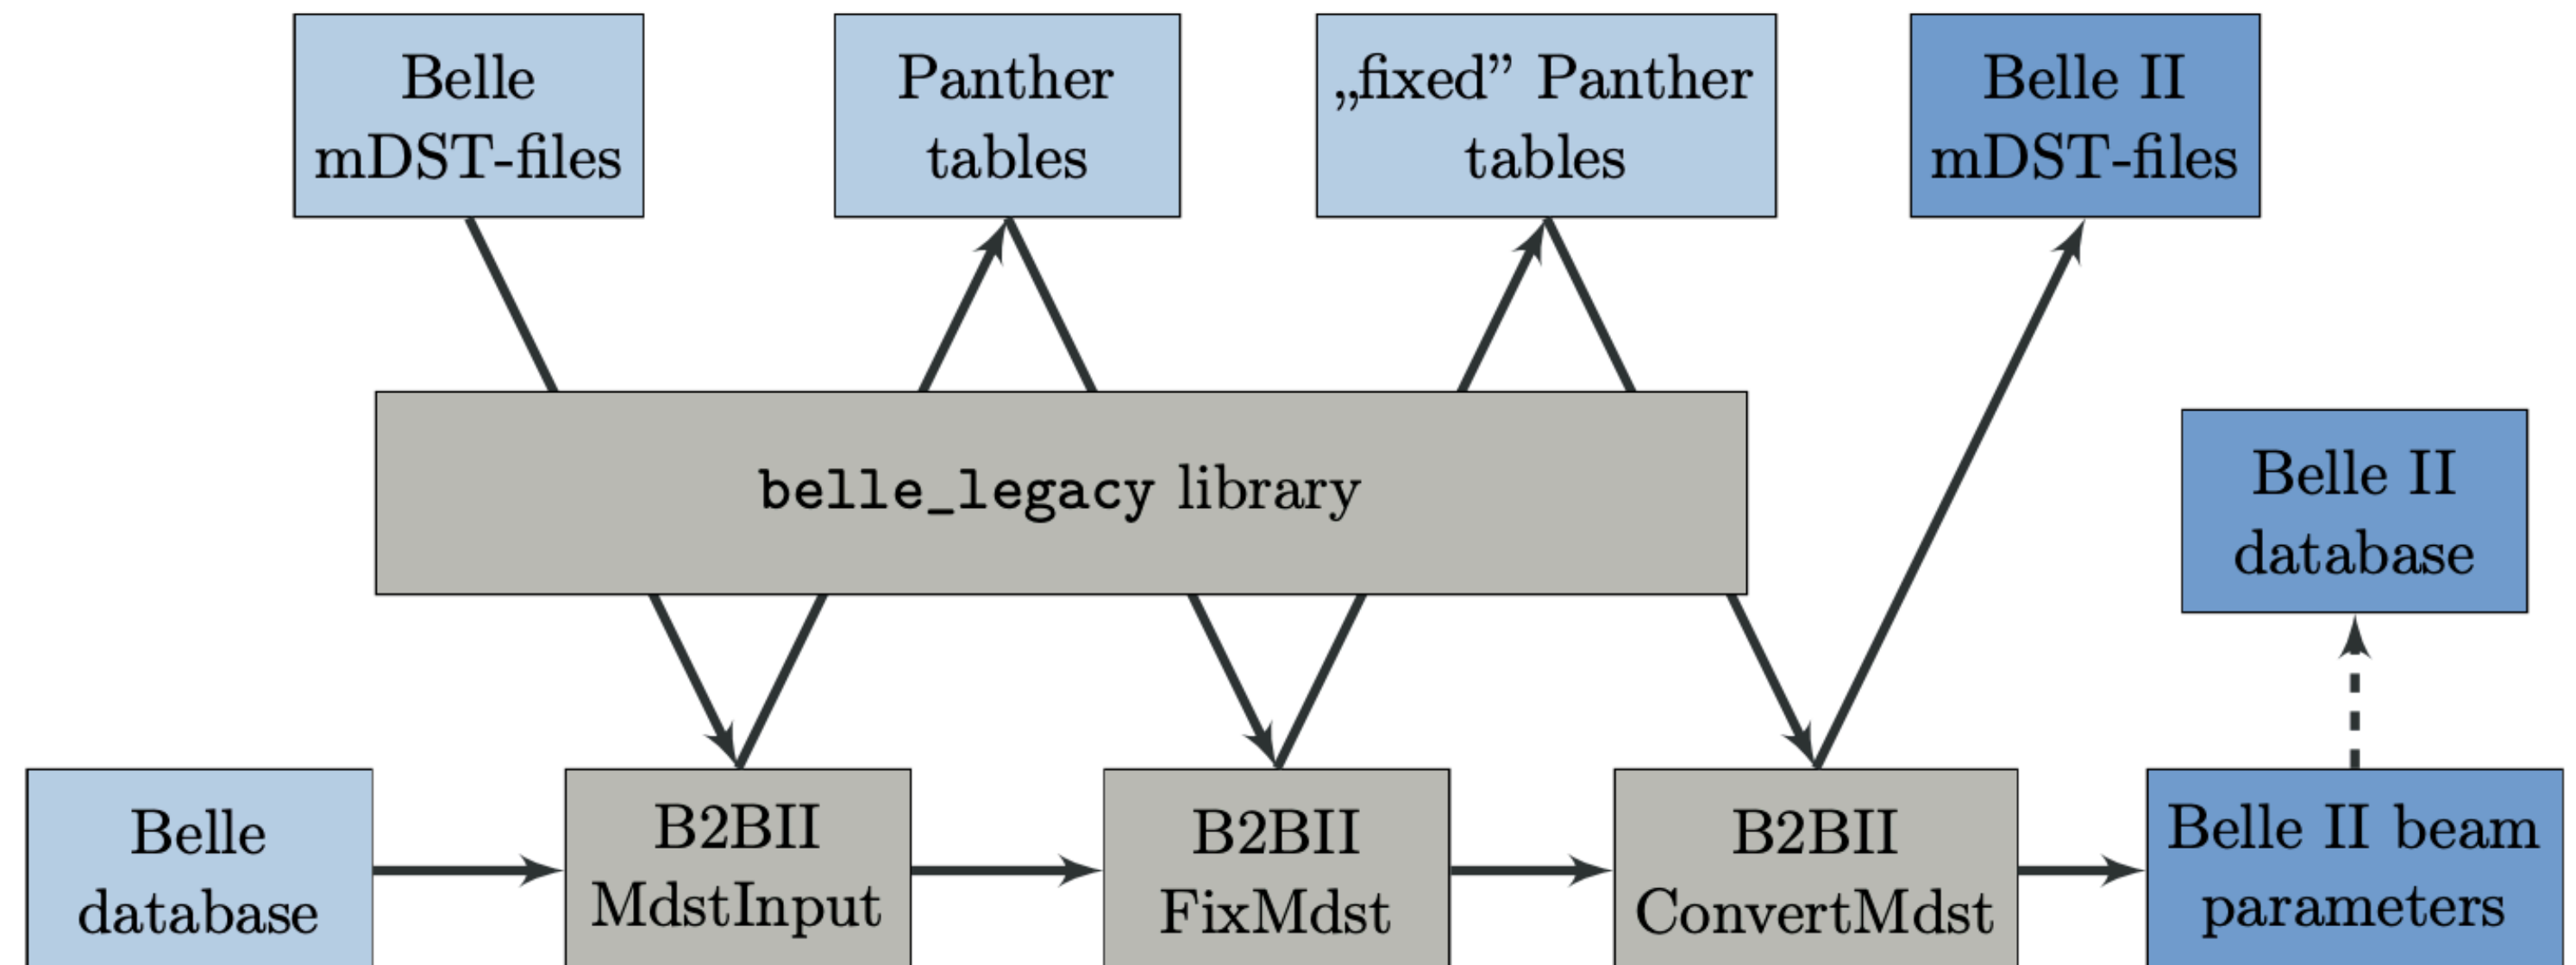 Belle
mDST-files
Panther
tables
„fixed” Panther
tables
Belle II
mDST-files
belle_legacy library
Belle II
database
Belle
database
B2BII
MdstInput
B2BII
FixMdst
B2BII
ConvertMdst
Belle II beam
parameters